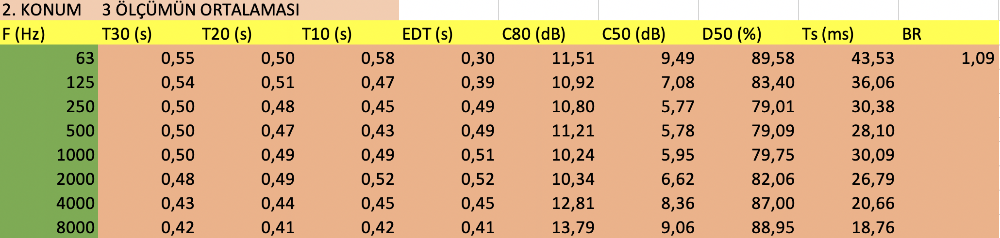 2. KONUM 3 ÖLÇÜMÜN ORTALAMASI
F (Hz) T30 (s) T20 (s) T10 (s) EDT (s) C80 (dB) C50 (dB) D50 (%) Ts (ms) BR
63 0,55 0,50 0,58 0,30 11,51 9,49 89,58 43,53 1,09
125 0,54 0,51 0,47 0,39 10,92 7,08 83,40 36,06
250 0,50 0,48 0,45 0,49 10,80 5,77 79,01 30,38
500 0,50 0,47 0,43 0,49 11,21 5,78 79,09 28,10
1000 0,50 0,49 0,49 0,51 10,24 5,95 79,75 30,09
2000 0,48 0,49 0,52 0,52 10,34 6,62 82,06 26,79
4000 0,43 0,44 0,45 0,45 12,81 8,36 87,00 20,66
8000 0,42 0,41 0,42 0,41 13,79 9,06 88,95 18,76